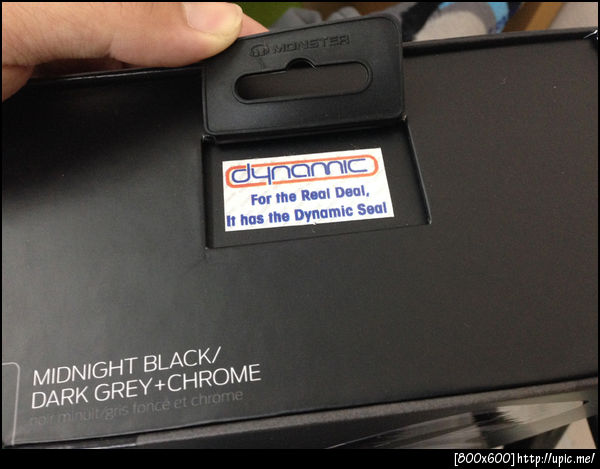 MONSTER
dynamic
For the Real Deal,
It has the Dynamic Seal
MIDNIGHT BLACK/
DARK GREY+CHROME
noir minuit/gris foncé et chrome
[800x600]http://upic.me/